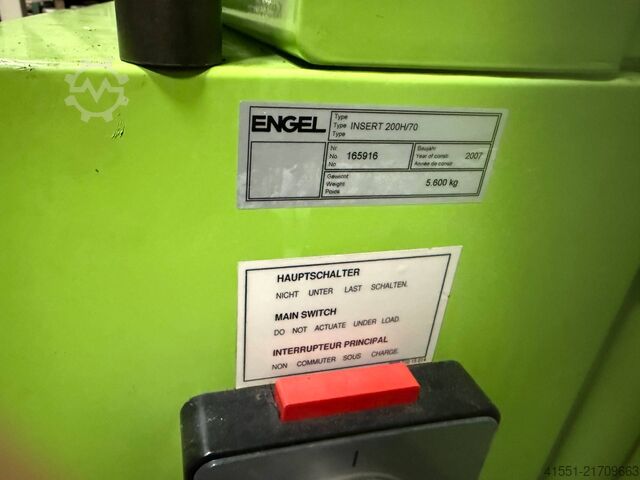 ENGEL
Type
Type INSERT 200H/70
Type
Nr. Baujahr
No 165916 Year of constr. 2007
No Année de constr.
Gewicht
Weight 5.600 kg
Poids
HAUPTSCHALTER
NICHT UNTER LAST SCHALTEN.
MAIN SWITCH
DO NOT ACTUATE UNDER LOAD.
INTERRUPTEUR PRINCIPAL
NON COMMUTER SOUS CHARGE.
I
41551-21709663